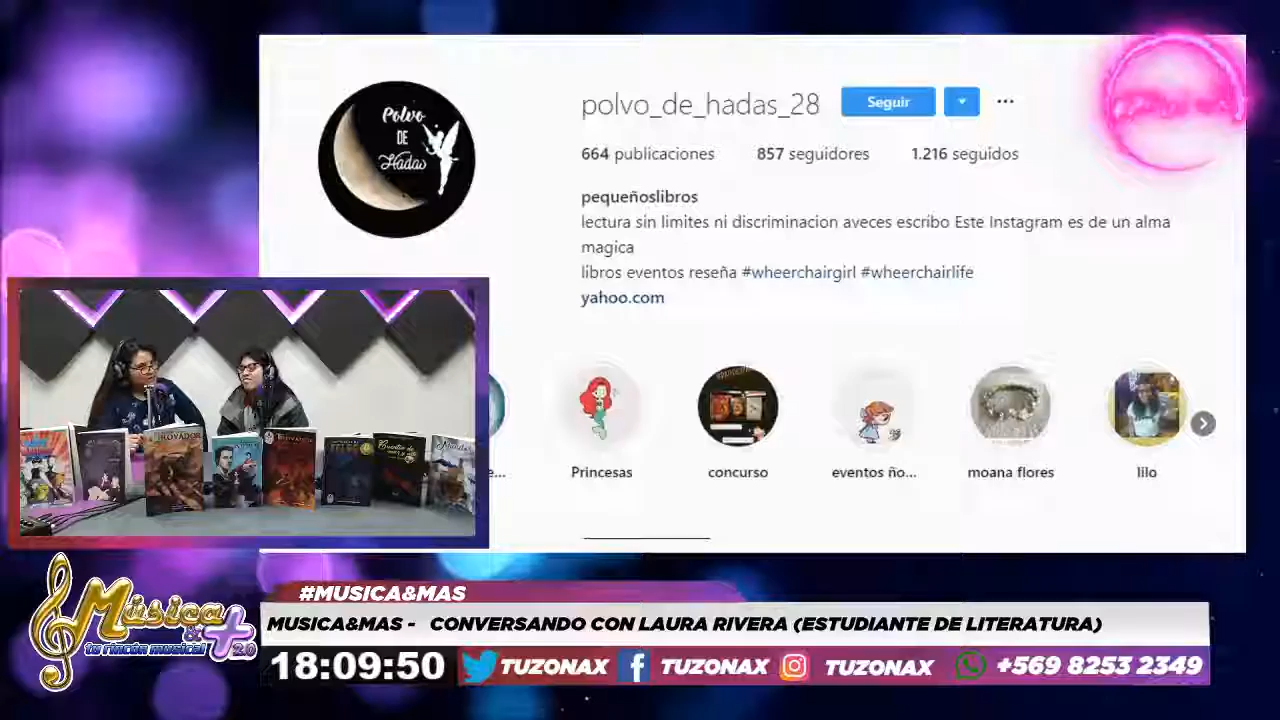 Polvo
DE
Hadas
polvo_de_hadas_28
Seguir
664 publicaciones 857 seguidores 1.216 seguidos
pequeñoslibros
lectura sin limites ni discriminacion aveces escribo Este Instagram es de un alma
magica
libros eventos reseña #wheerchairgirl #wheerchairlife
yahoo.com
e...
Princesas
concurso
eventos ño...
moana flores
lilo
Música
& + 2.0
tu rincón musical
#MUSICA&MAS
MUSICA&MAS - CONVERSANDO CON LAURA RIVERA (ESTUDIANTE DE LITERATURA)
18:09:50 TUZONAX TUZONAX TUZONAX +569 8253 2349